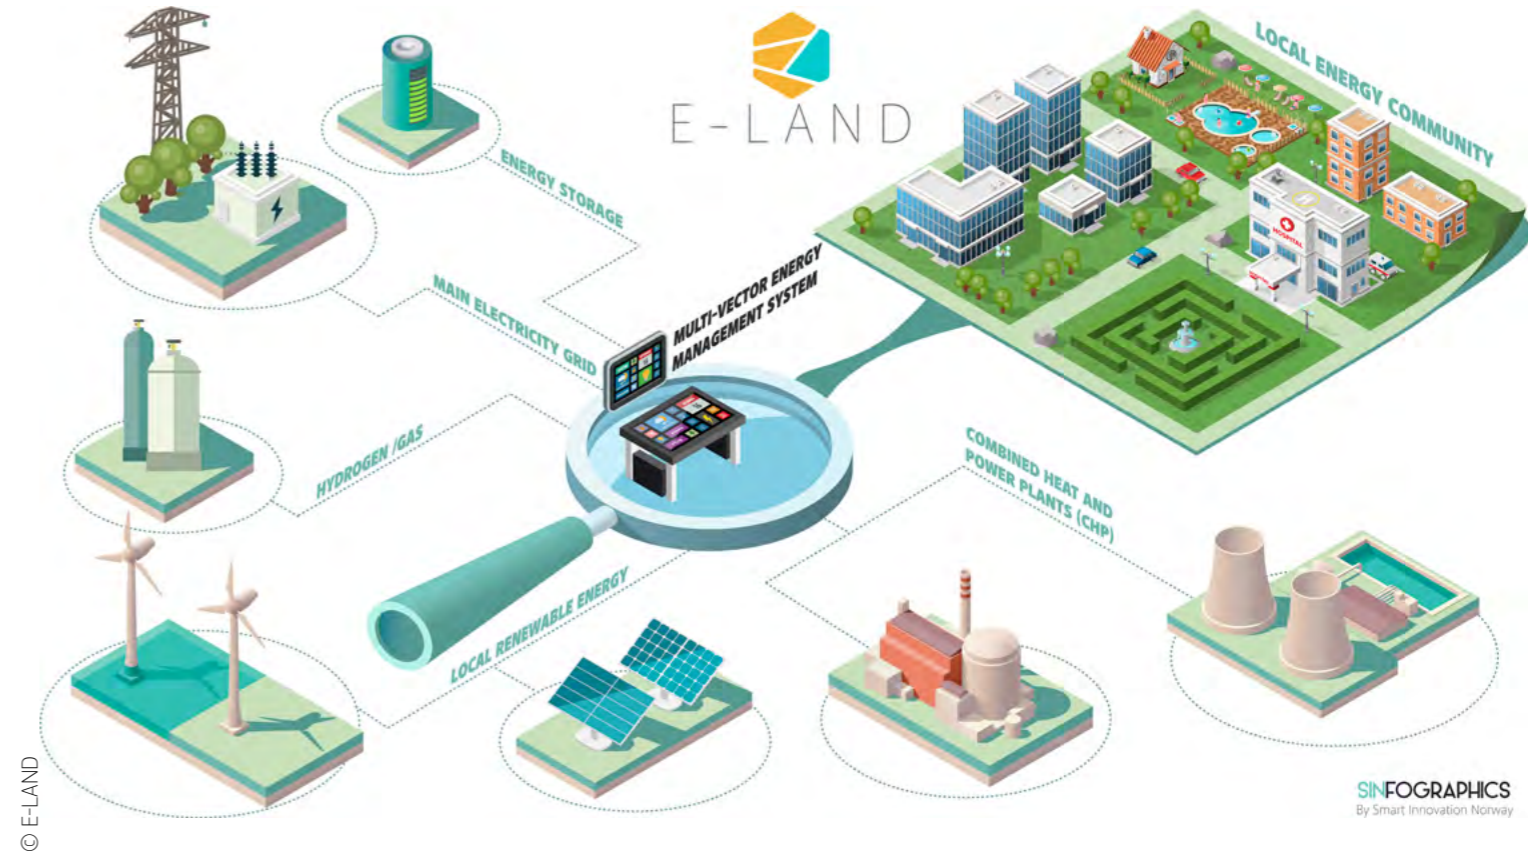 E-LAND
LOCAL ENERGY COMMUNITY
ENERGY STORAGE
MULTI-VECTOR ENERGY
MANAGEMENT SYSTEM
MAIN ELECTRICITY GRID
HOSPITAL
HYDROGEN /GAS
COMBINED HEAT AND
POWER PLANTS (CHP)
LOCAL RENEWABLE ENERGY
© E-LAND
SINFOGRAPHICS
By Smart Innovation Norway